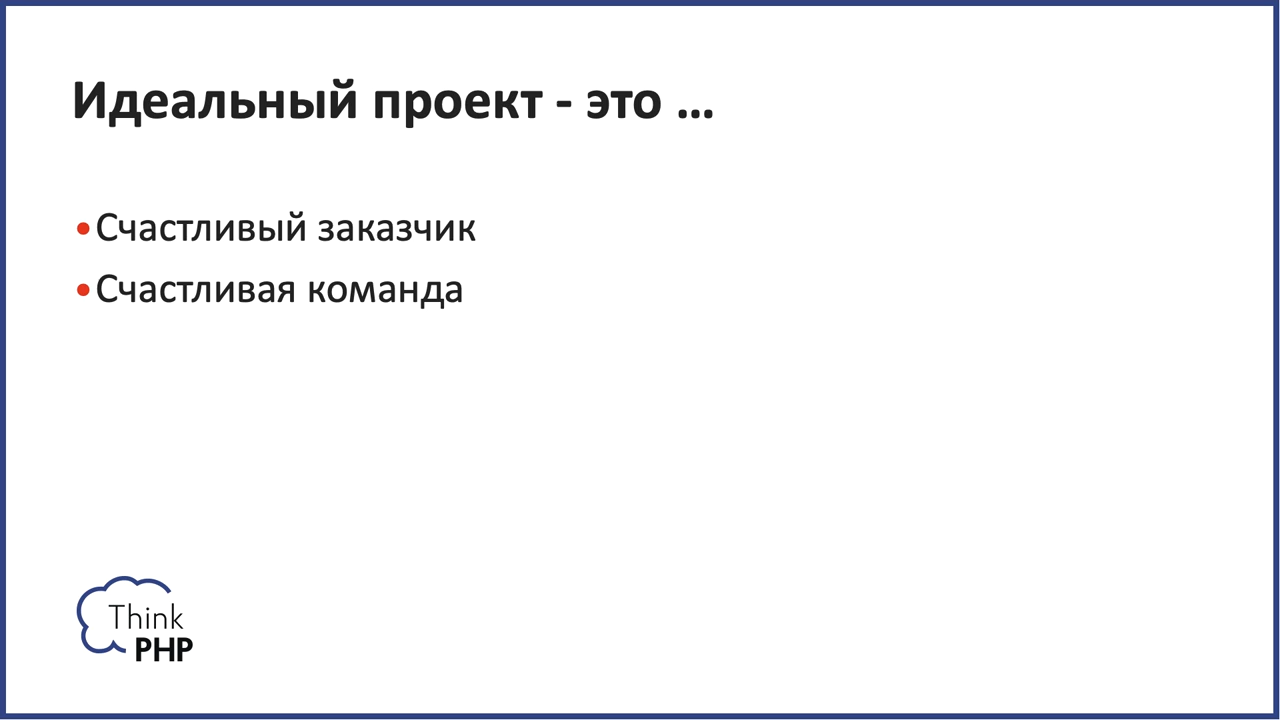 Идеальный проект - это ...
•Счастливый заказчик
•Счастливая команда
Think
PHP